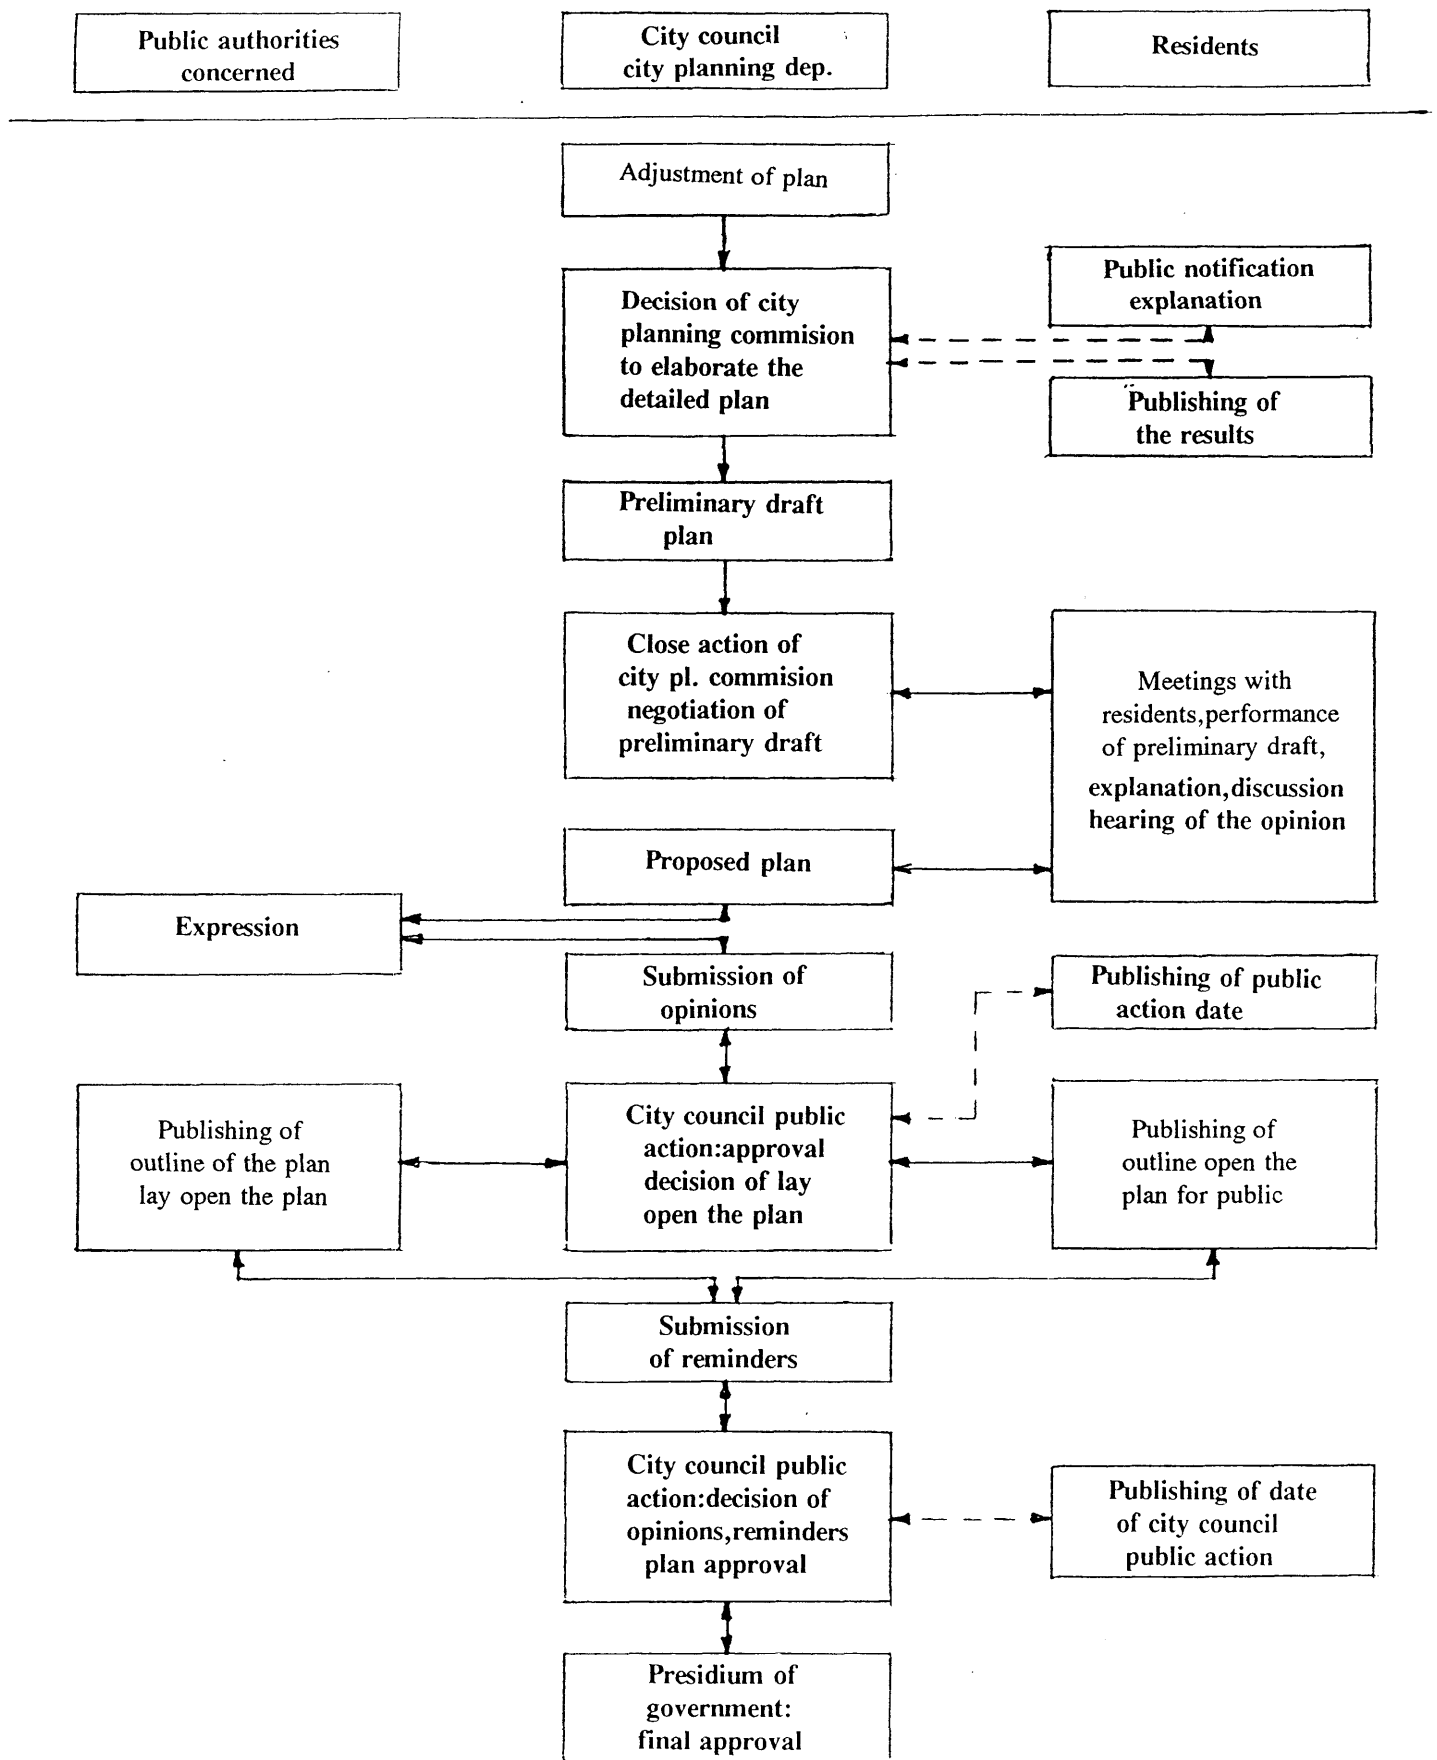 Public authorities
concerned
City council
city planning dep.
Residents
Adjustment of plan
Decision of city
planning commision
to elaborate the
detailed plan
Public notification
explanation
Publishing of
the results
Preliminary draft
plan
Close action of
city pl. commision
negotiation of
preliminary draft
Meetings with
residents,performance
of preliminary draft,
explanation,discussion
hearing of the opinion
Proposed plan
Expression
Submission of
opinions
Publishing of public
action date
Publishing of
outline of the plan
lay open the plan
City council public
action:approval
decision of lay
open the plan
Publishing of
outline open the
plan for public
Submission
of reminders
City council public
action:decision of
opinions,reminders
plan approval
Publishing of date
of city council
public action
Presidium of
government:
final approval